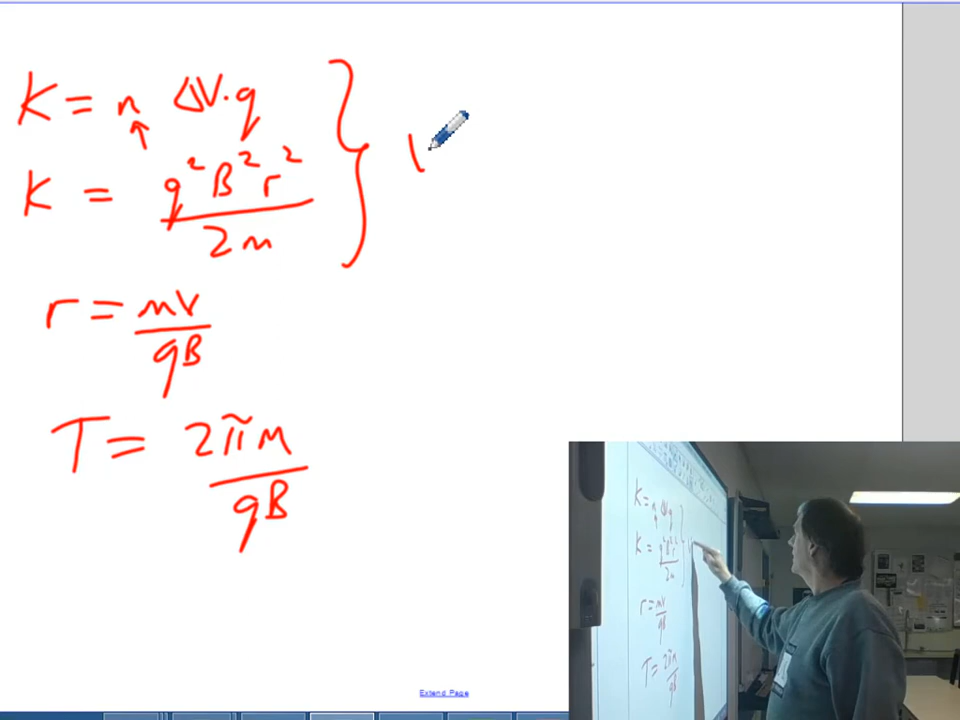 K = n ΔV·q
K = q²B²r² / 2m
r = mv / qB
T = 2πm / qB
Extend Page